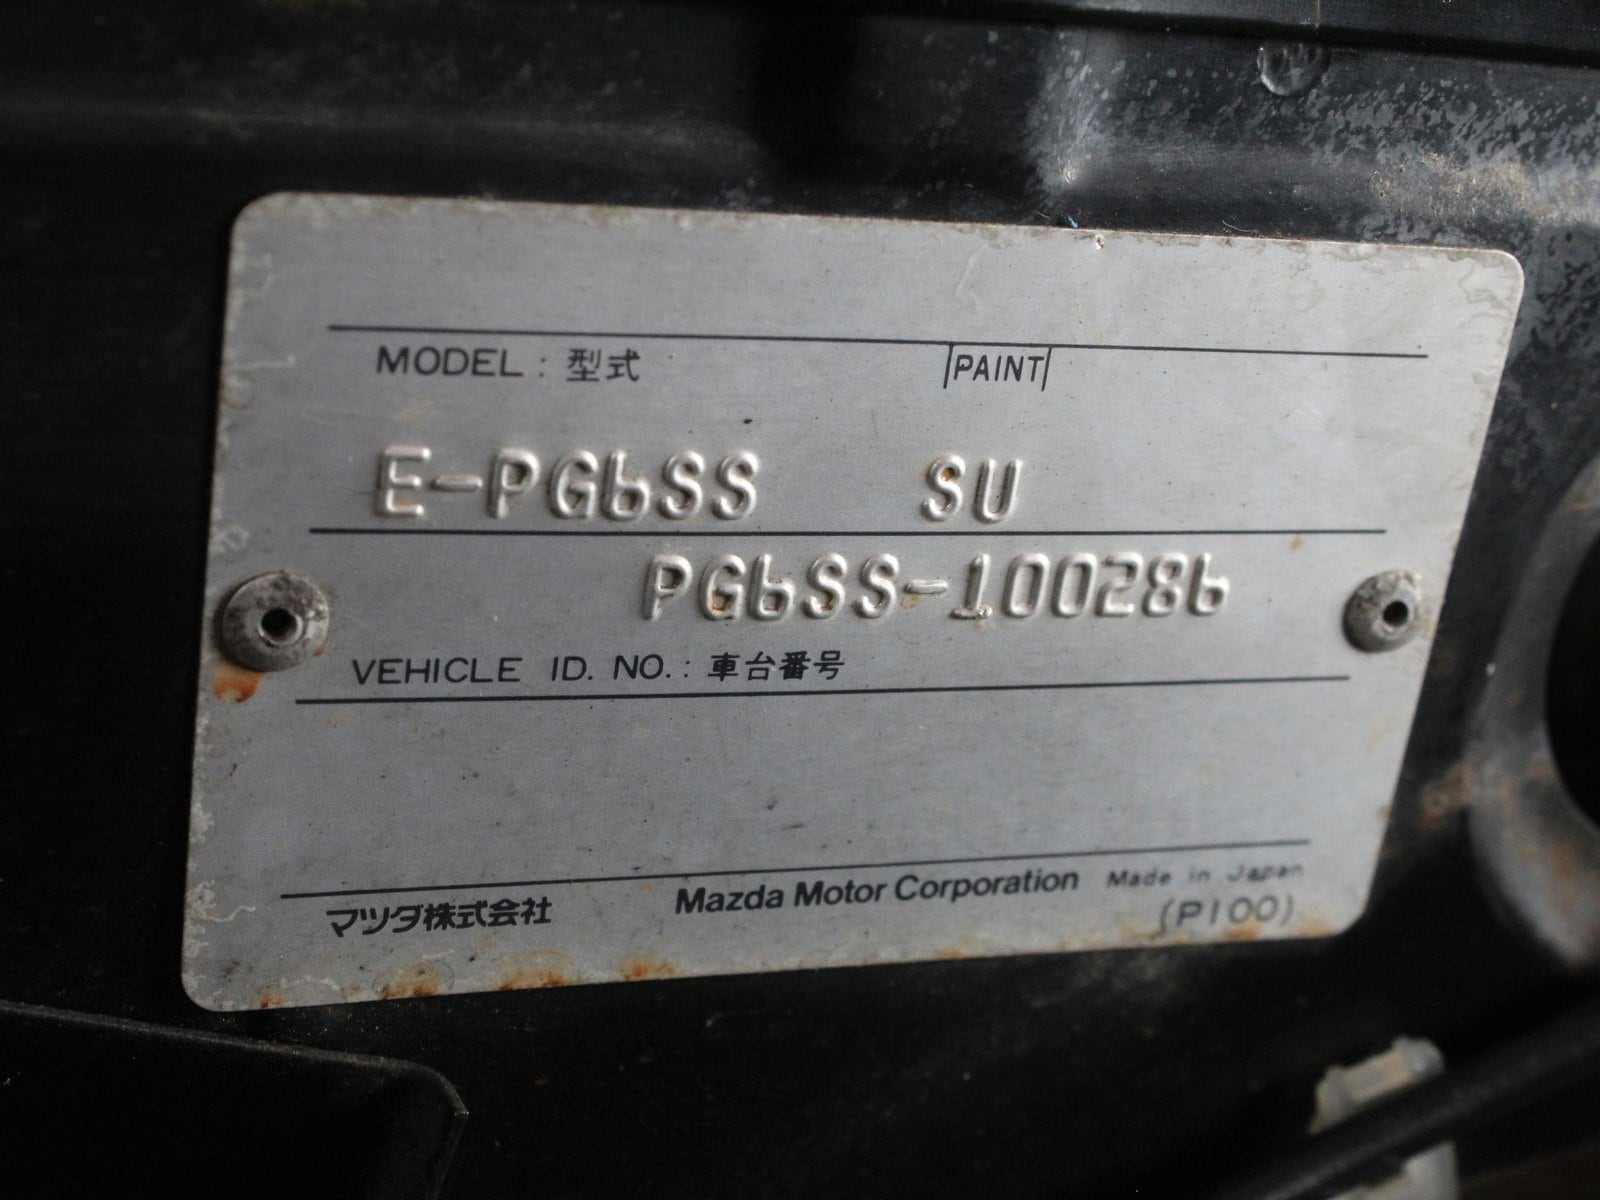 MODEL : 型式 PAINT
E-PG6SS SU
PG6SS-100286
VEHICLE ID. NO. : 車台番号
マツダ株式会社 Mazda Motor Corporation Made in Japan
(P100)